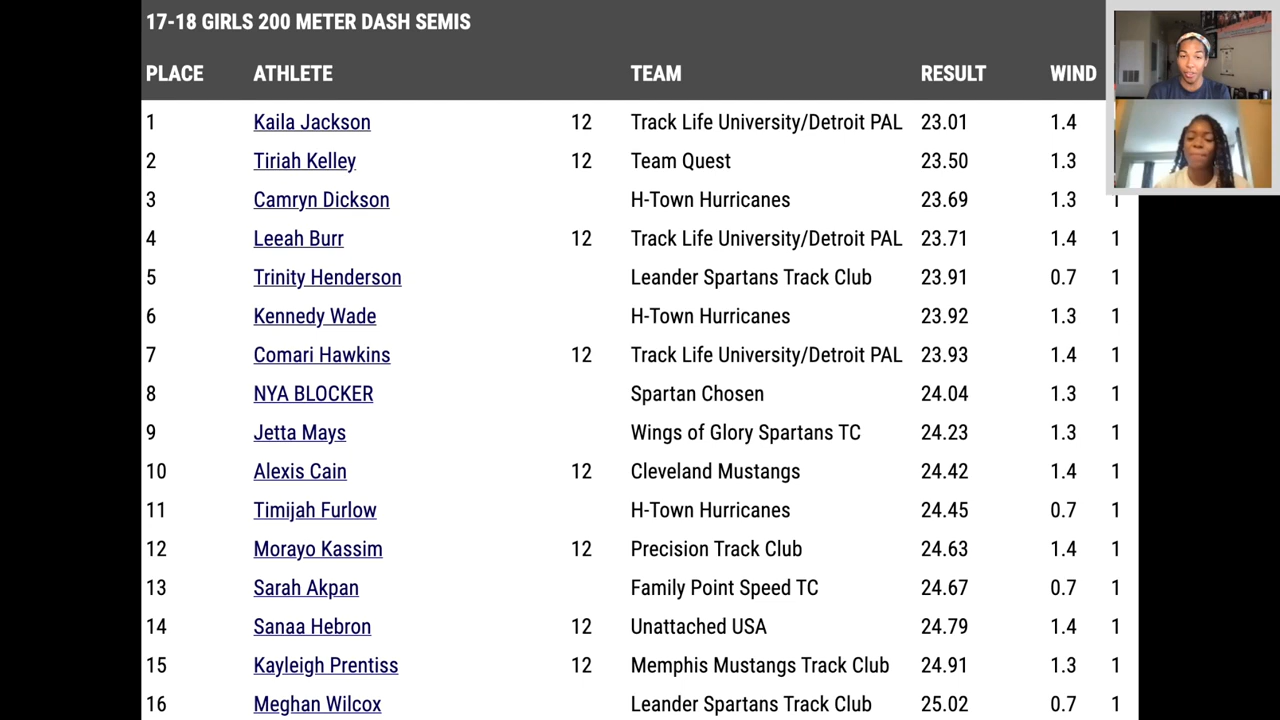 17-18 GIRLS 200 METER DASH SEMIS
PLACE ATHLETE TEAM RESULT WIND
1 Kaila Jackson 12 Track Life University/Detroit PAL 23.01 1.4
2 Tiriah Kelley 12 Team Quest 23.50 1.3
3 Camryn Dickson H-Town Hurricanes 23.69 1.3 1
4 Leeah Burr 12 Track Life University/Detroit PAL 23.71 1.4 1
5 Trinity Henderson Leander Spartans Track Club 23.91 0.7 1
6 Kennedy Wade H-Town Hurricanes 23.92 1.3 1
7 Comari Hawkins 12 Track Life University/Detroit PAL 23.93 1.4 1
8 NYA BLOCKER Spartan Chosen 24.04 1.3 1
9 Jetta Mays Wings of Glory Spartans TC 24.23 1.3 1
10 Alexis Cain 12 Cleveland Mustangs 24.42 1.4 1
11 Timijah Furlow H-Town Hurricanes 24.45 0.7 1
12 Morayo Kassim 12 Precision Track Club 24.63 1.4 1
13 Sarah Akpan Family Point Speed TC 24.67 0.7 1
14 Sanaa Hebron 12 Unattached USA 24.79 1.4 1
15 Kayleigh Prentiss 12 Memphis Mustangs Track Club 24.91 1.3 1
16 Meghan Wilcox Leander Spartans Track Club 25.02 0.7 1